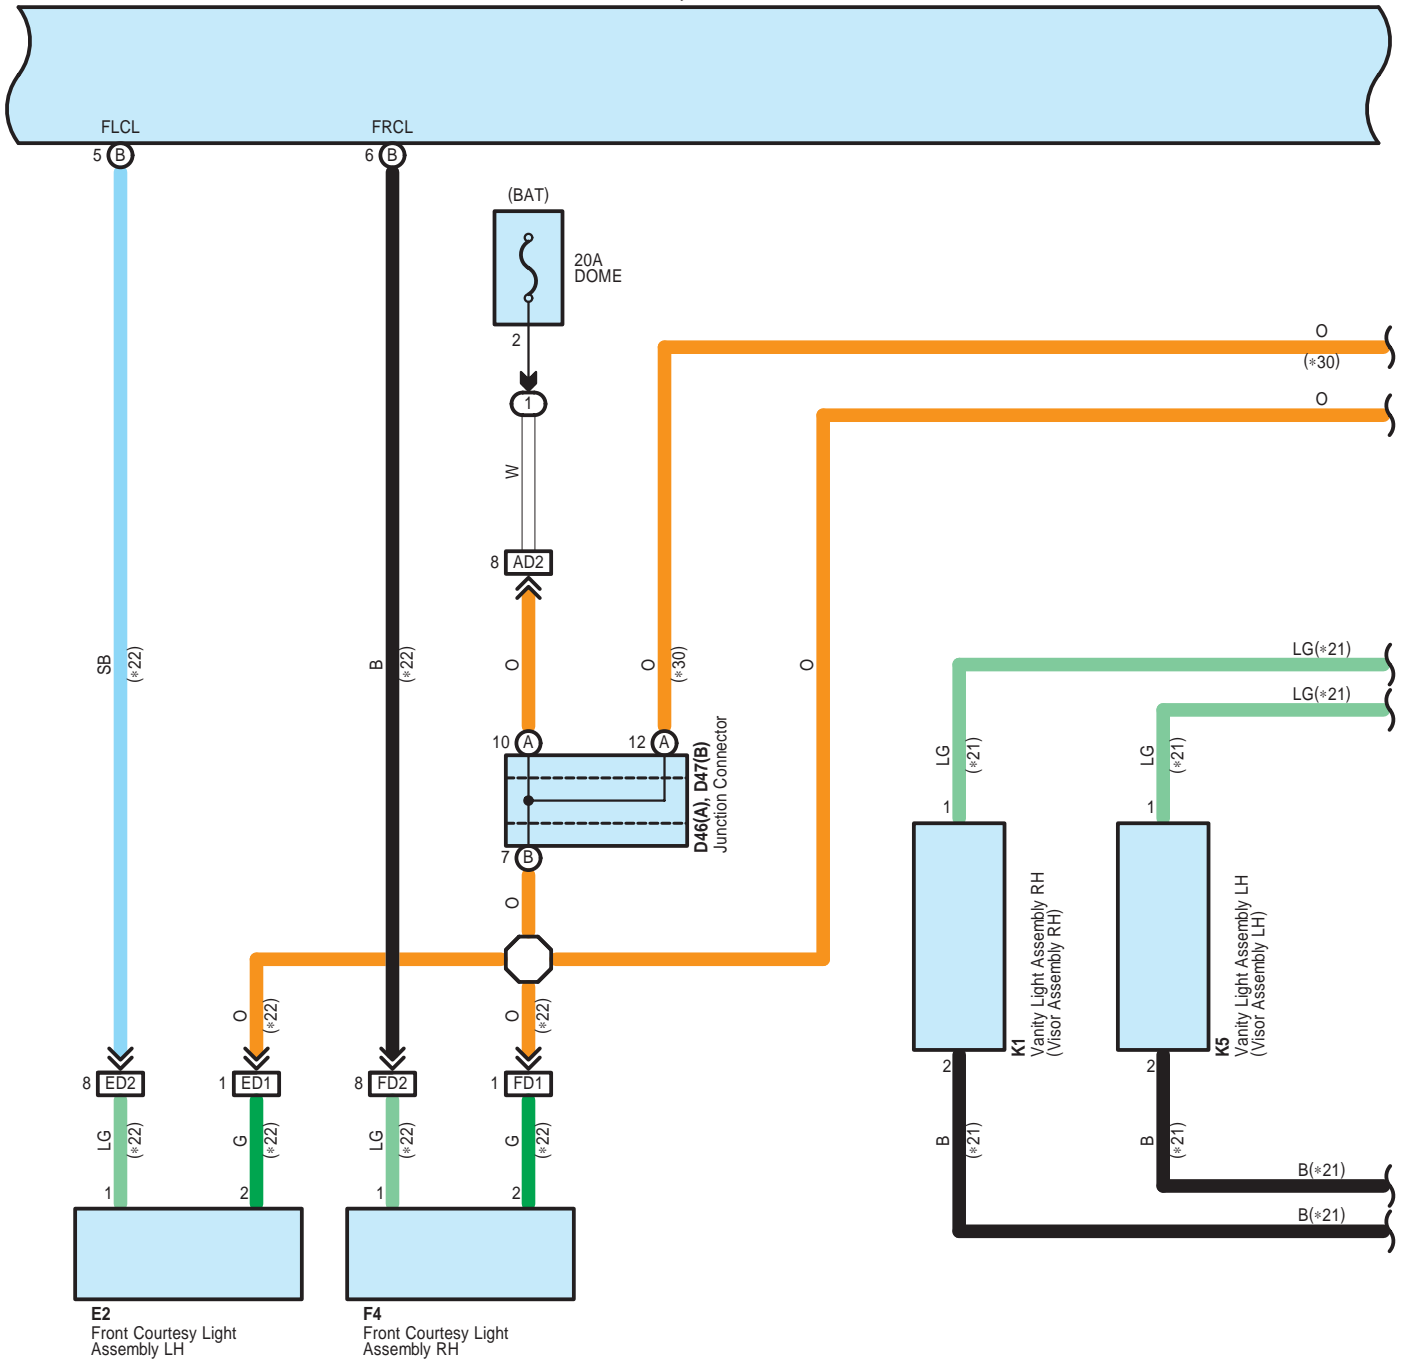 FLCL
FRCL
5 B
6 B
(BAT)
20A
DOME
2
1
W
8 AD2
O
(*30)
O
SB
(*22)
B
(*22)
O
O
(*30)
O
LG(*21)
LG(*21)
10 A
12 A
D46(A), D47(B)
Junction Connector
7 B
O
LG
(*21)
LG
(*21)
1
1
K1
Vanity Light Assembly RH
(Visor Assembly RH)
K5
Vanity Light Assembly LH
(Visor Assembly LH)
O
(*22)
O
(*22)
2
2
8 ED2
1 ED1
8 FD2
1 FD1
LG
(*22)
G
(*22)
LG
(*22)
G
(*22)
B
(*21)
B
(*21)
B(*21)
B(*21)
1
2
1
2
E2
Front Courtesy Light
Assembly LH
F4
Front Courtesy Light
Assembly RH